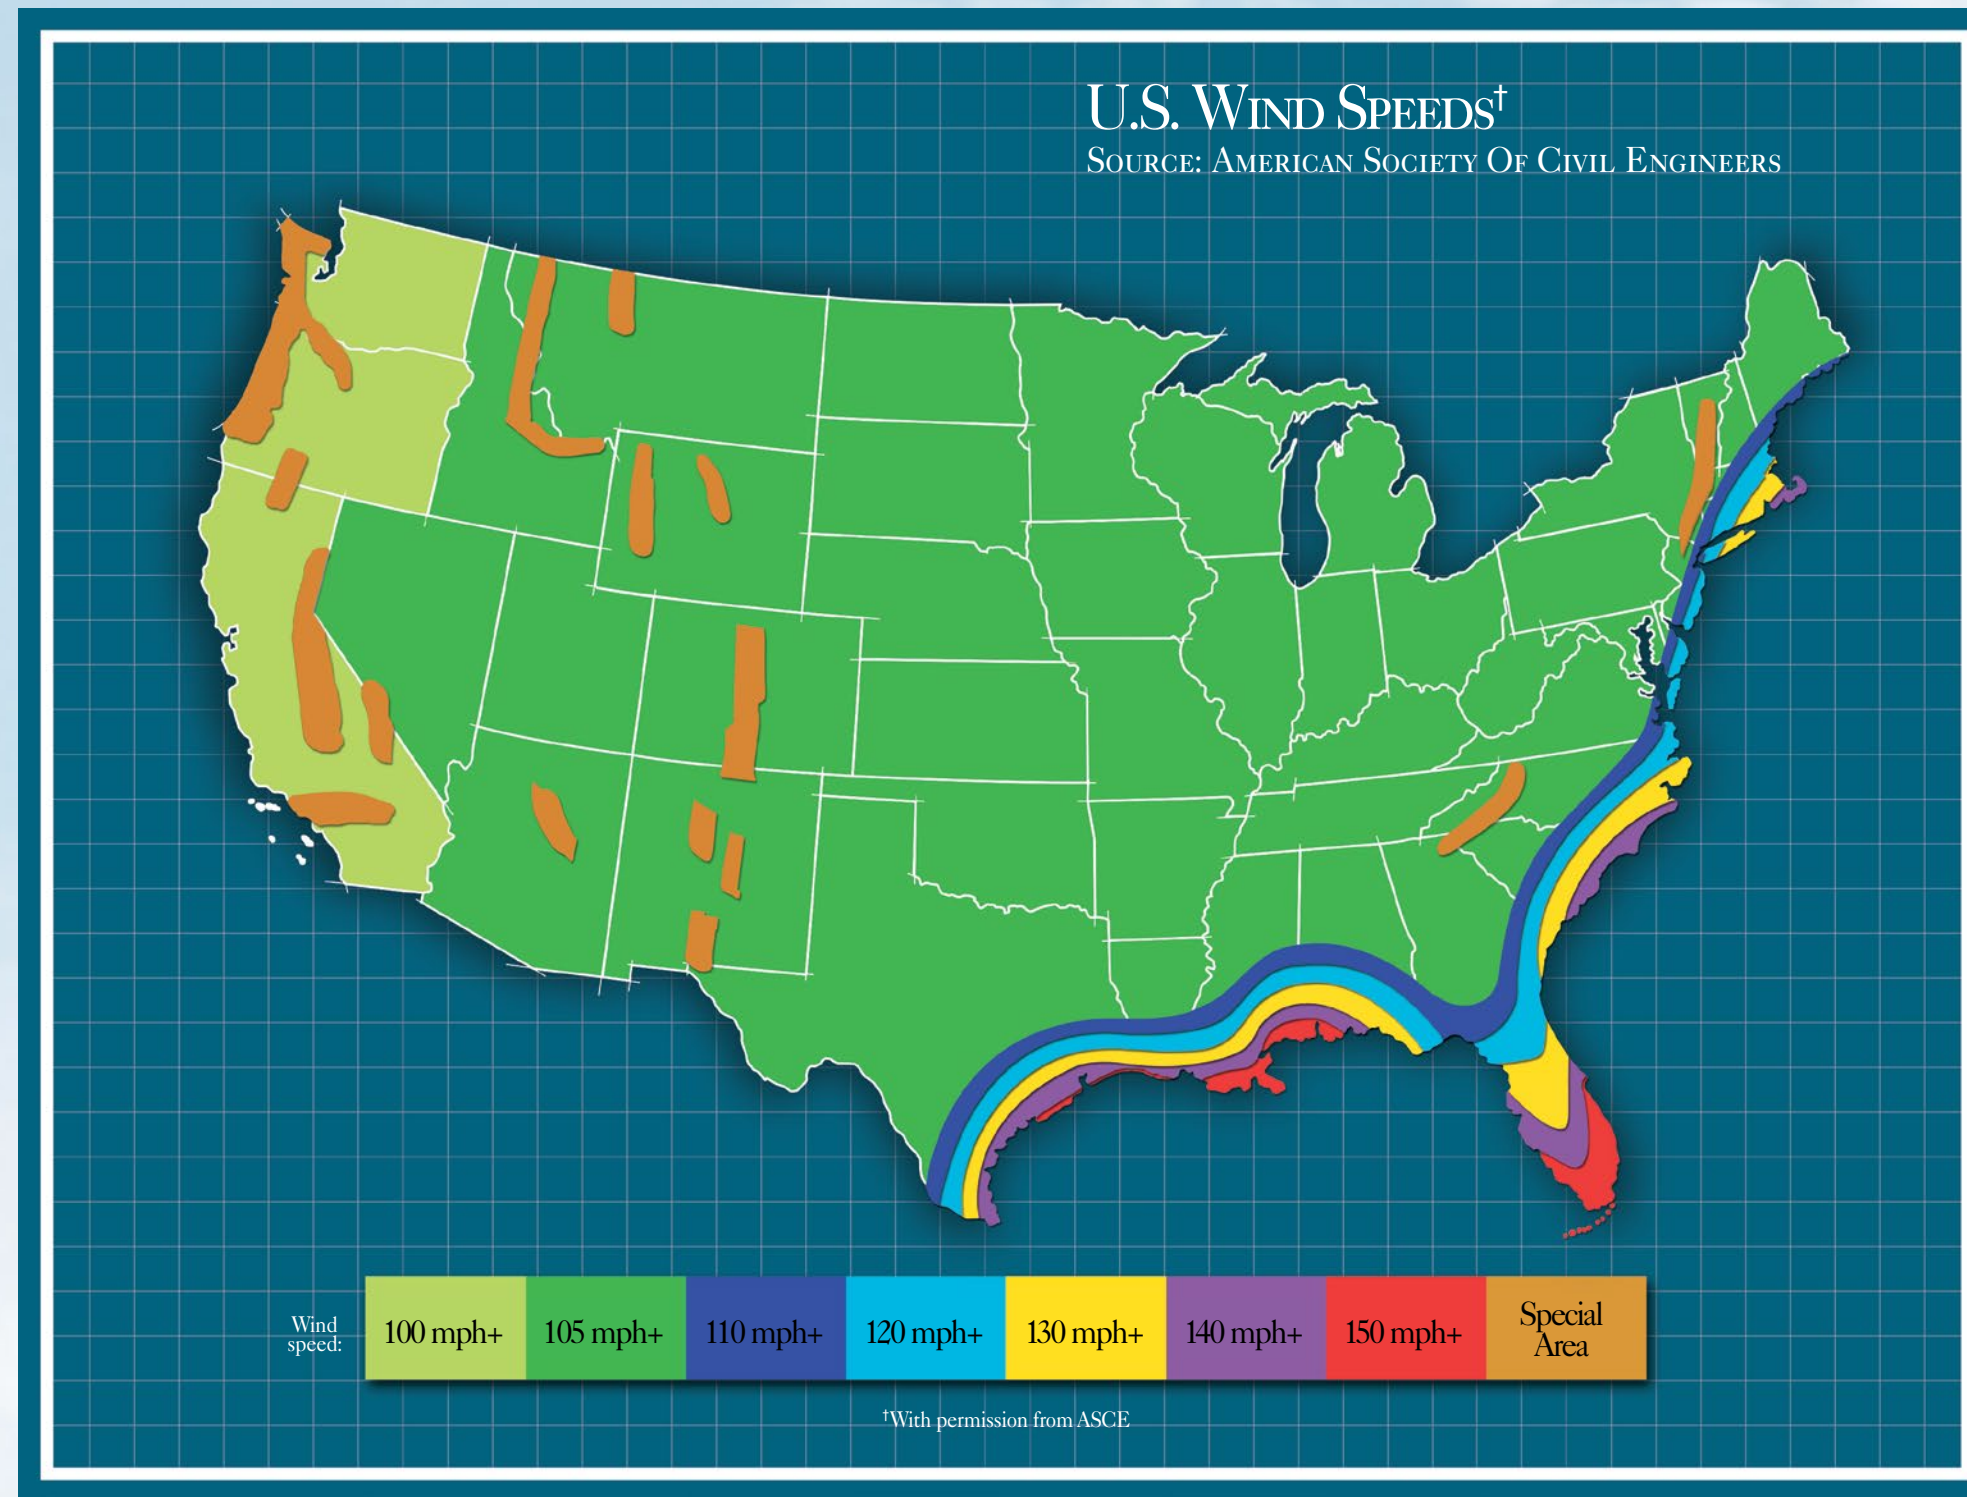 U.S. Wind Speeds†
Source: American Society Of Civil Engineers
Wind
speed:
100 mph+
105 mph+
110 mph+
120 mph+
130 mph+
140 mph+
150 mph+
Special
Area
†With permission from ASCE